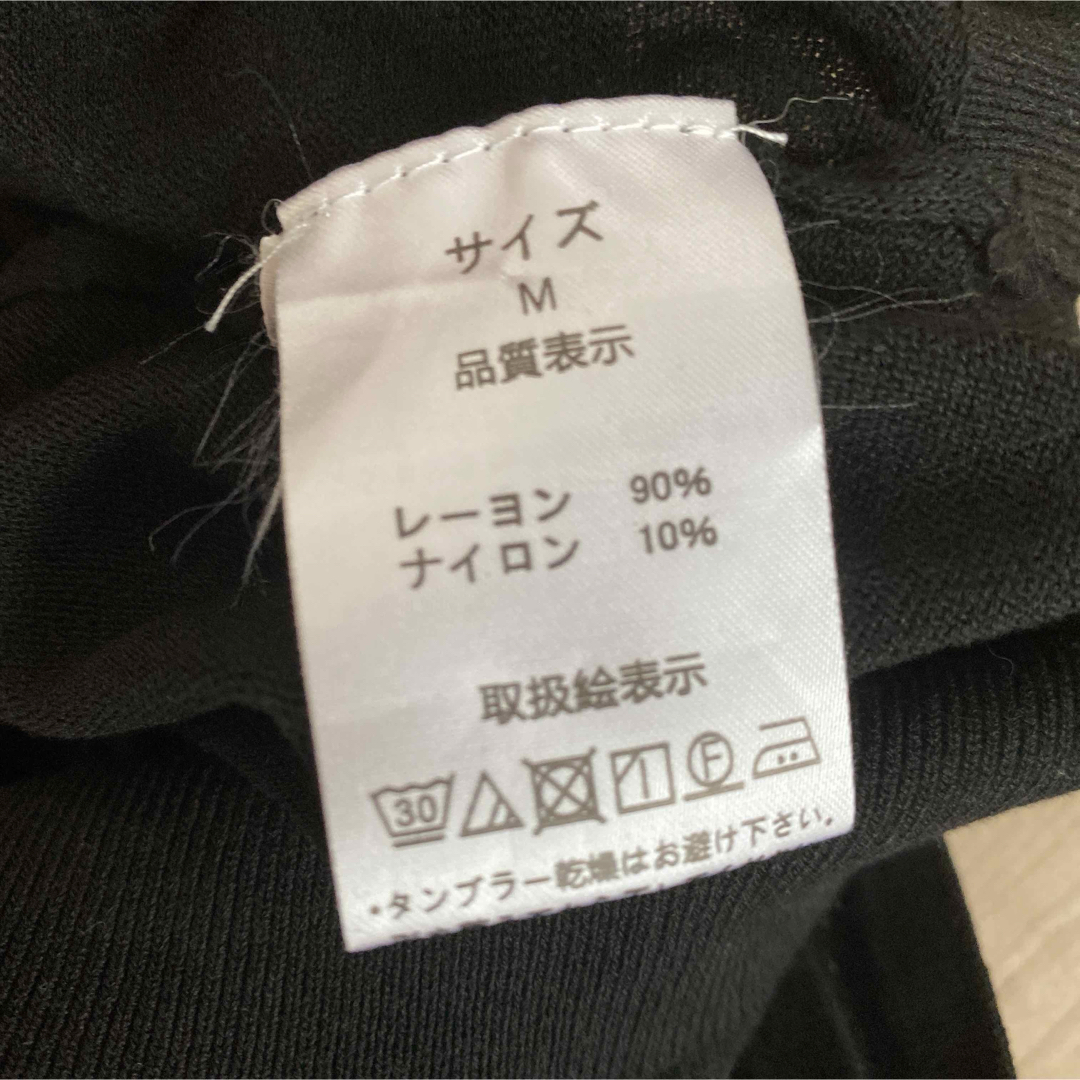 サイズ
M
品質表示
レーヨン 90%
ナイロン 10%
取扱絵表示
30 F
・タンブラー乾燥はお避け下さい。